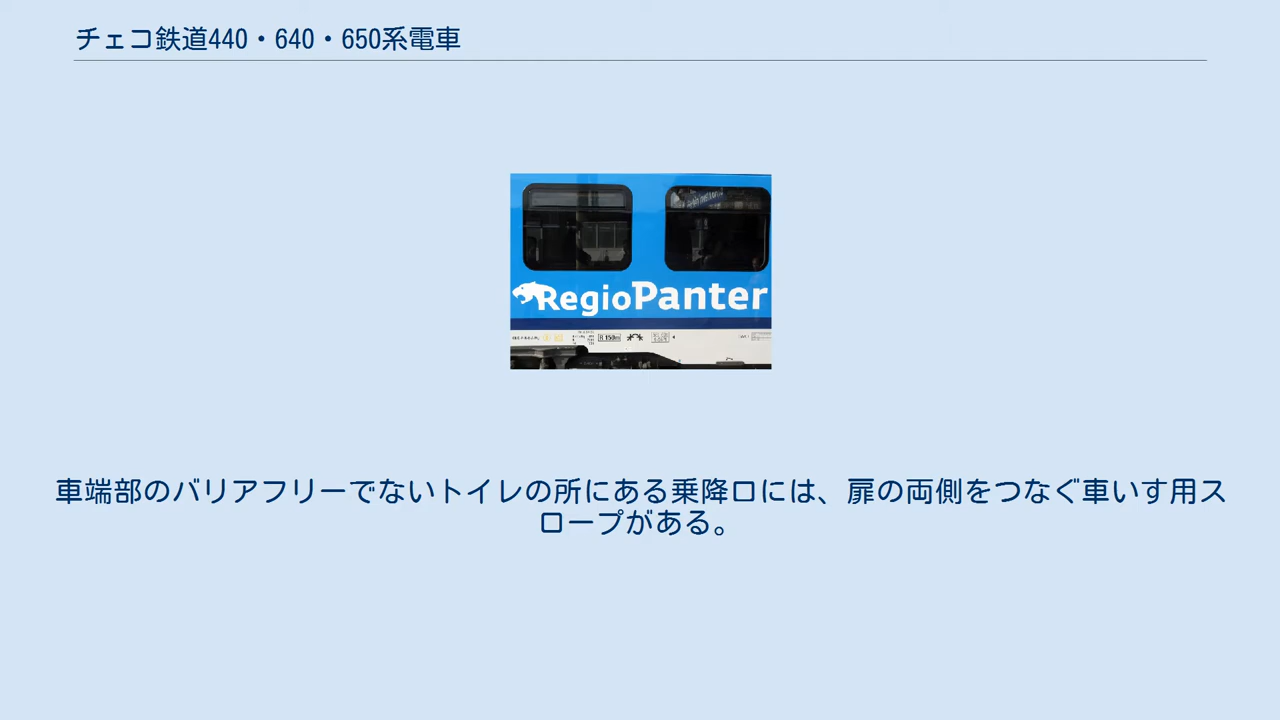 チェコ鉄道440・640・650系電車
RegioPanter
R 150m
車端部のバリアフリーでないトイレの所にある乗降口には、扉の両側をつなぐ車いす用ス
ロープがある。